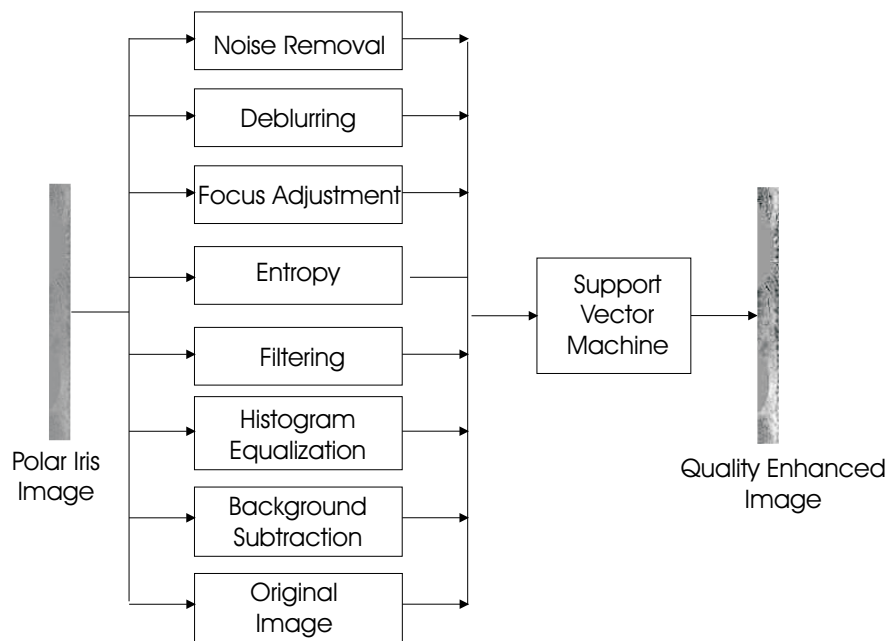 Noise Removal
Deblurring
Focus Adjustment
Entropy
Filtering
Histogram
Equalization
Background
Subtraction
Original
Image
Polar Iris
Image
Support
Vector
Machine
Quality Enhanced
Image